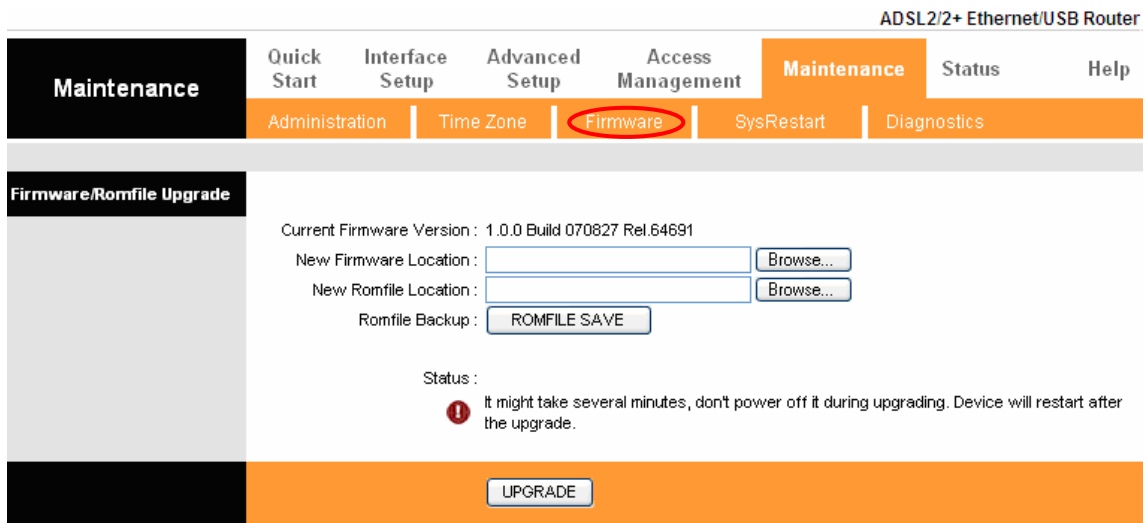 ADSL2/2+ Ethernet/USB Router
Maintenance
Quick Start
Interface Setup
Advanced Setup
Access Management
Maintenance
Status
Help
Administration
Time Zone
Firmware
SysRestart
Diagnostics
Firmware/Romfile Upgrade
Current Firmware Version : 1.0.0 Build 070827 Rel.64691
New Firmware Location : Browse...
New Romfile Location : Browse...
Romfile Backup : ROMFILE SAVE
Status :
It might take several minutes, don't power off it during upgrading. Device will restart after
the upgrade.
UPGRADE